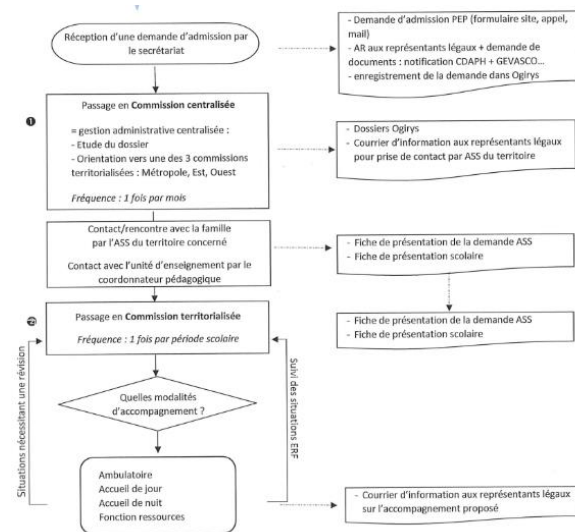 Réception d'une demande d'admission par le
secrétariat
- Demande d'admission PEP (formulaire site, appel,
mail)
- AR aux représentants légaux + demande de
documents : notification CDAPH + GEVASCO...
- enregistrement de la demande dans Ogirys
❶
Passage en Commission centralisée
= gestion administrative centralisée :
- Etude du dossier
- Orientation vers une des 3 commissions
territorialisées : Métropole, Est, Ouest
Fréquence : 1 fois par mois
- Dossiers Ogirys
- Courrier d'information aux représentants légaux
pour prise de contact par ASS du territoire
Contact/rencontre avec la famille
par l'ASS du territoire concerné
Contact avec l'unité d'enseignement par le
coordonnateur pédagogique
- Fiche de présentation de la demande ASS
- Fiche de présentation scolaire
❷
Passage en Commission territorialisée
Fréquence : 1 fois par période scolaire
- Fiche de présentation de la demande ASS
- Fiche de présentation scolaire
Situations nécessitant une révision
Suivi des situations ERF
Quelles modalités
d'accompagnement ?
Ambulatoire
Accueil de jour
Accueil de nuit
Fonction ressources
- Courrier d'information aux représentants légaux
sur l'accompagnement proposé